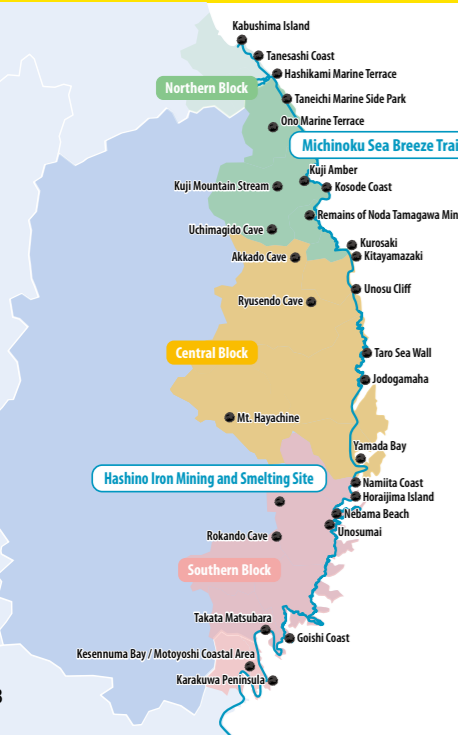 Kabushima Island
Tanesashi Coast
Hashikami Marine Terrace
Northern Block
Taneichi Marine Side Park
Ono Marine Terrace
Michinoku Sea Breeze Trai
Kuji Amber
Kuji Mountain Stream
Kosode Coast
Remains of Noda Tamagawa Min
Uchimagido Cave
Kurosaki
Akkado Cave
Kitayamazaki
Unosu Cliff
Ryusendo Cave
Central Block
Taro Sea Wall
Jodogamaha
Mt. Hayachine
Yamada Bay
Hashino Iron Mining and Smelting Site
Namiita Coast
Horaijima Island
Nebama Beach
Unosumai
Rokando Cave
Southern Block
Takata Matsubara
Goishi Coast
Kesennuma Bay / Motoyoshi Coastal Area
Karakuwa Peninsula